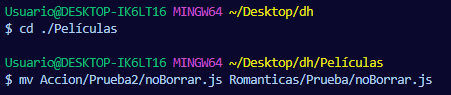 Usuario@DESKTOP-IK6LT16 MINGW64 ~/Desktop/dh
$ cd ./Películas
Usuario@DESKTOP-IK6LT16 MINGW64 ~/Desktop/dh/Películas
$ mv Accion/Prueba2/noBorrar.js Romanticas/Prueba/noBorrar.js